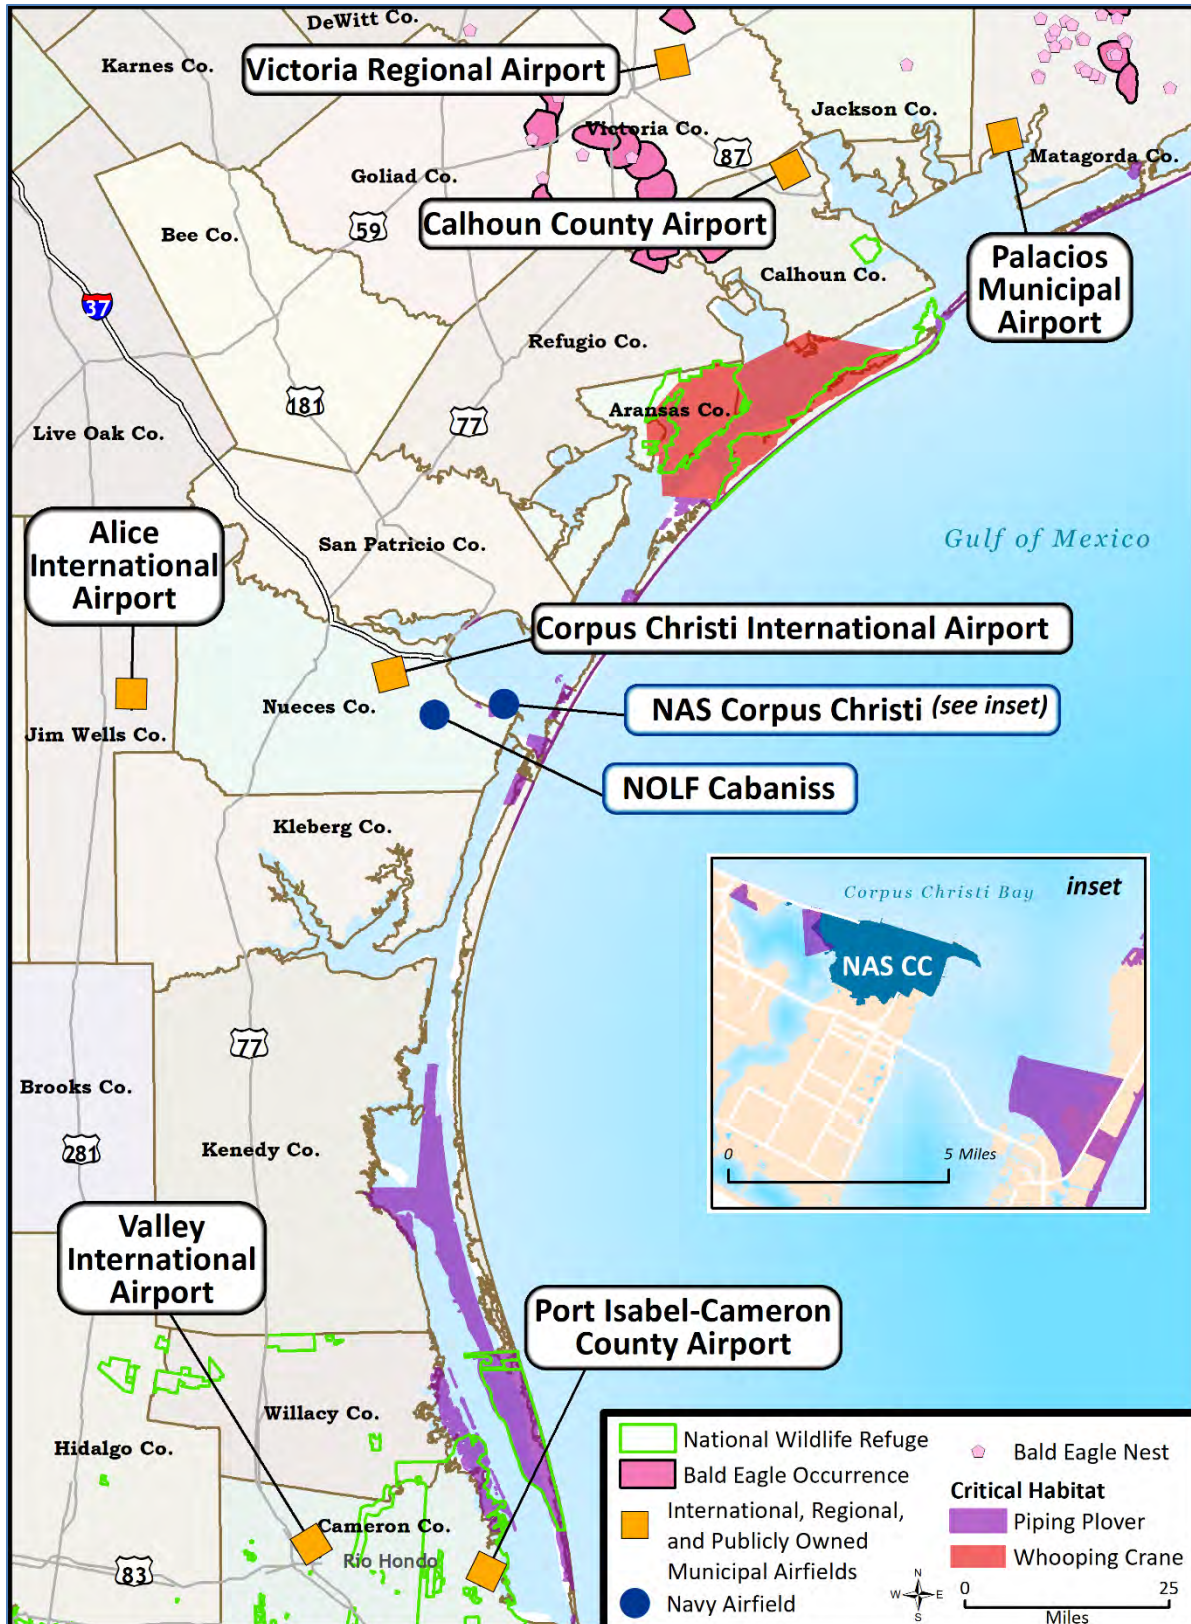 DeWitt Co.
Karnes Co.
Victoria Regional Airport
Jackson Co.
Victoria Co.
87
Matagorda Co.
Goliad Co.
59
Calhoun County Airport
Bee Co.
Calhoun Co.
Palacios
Municipal
Airport
37
Refugio Co.
181
77
Aransas Co.
Live Oak Co.
Alice
International
Airport
San Patricio Co.
Gulf of Mexico
Corpus Christi International Airport
Nueces Co.
NAS Corpus Christi (see inset)
Jim Wells Co.
NOLF Cabaniss
Kleberg Co.
Corpus Christi Bay
inset
NAS CC
0
5 Miles
77
Brooks Co.
281
Kenedy Co.
Valley
International
Airport
Port Isabel-Cameron
County Airport
Willacy Co.
Hidalgo Co.
Cameron Co.
Rio Hondo
83
National Wildlife Refuge
Bald Eagle Occurrence
International, Regional,
and Publicly Owned
Municipal Airfields
Navy Airfield
Bald Eagle Nest
Critical Habitat
Piping Plover
Whooping Crane
N
W
E
S
0
25
Miles